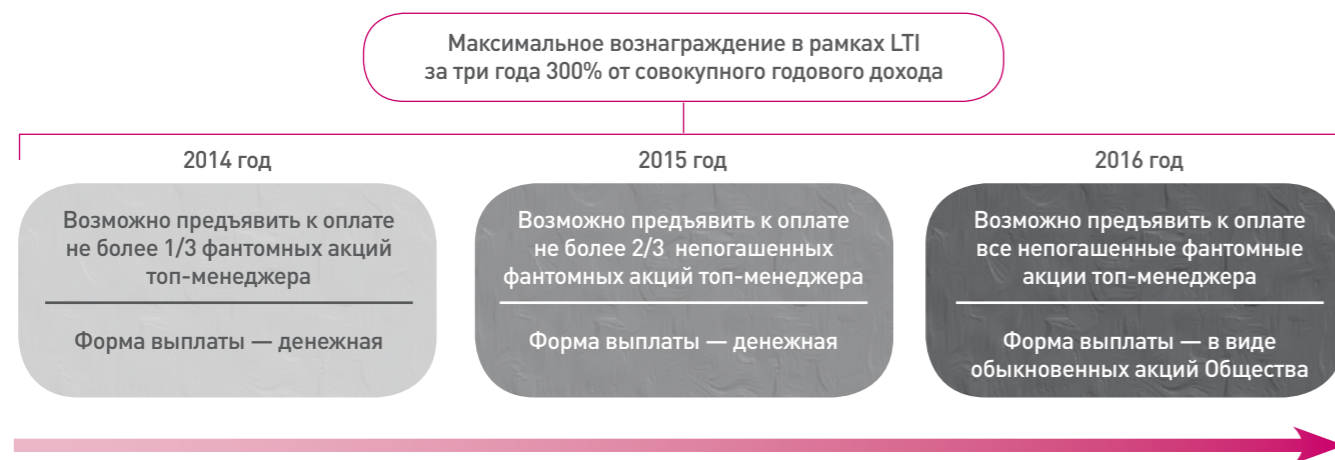 Максимальное вознаграждение в рамках LTI
за три года 300% от совокупного годового дохода
2014 год
Возможно предъявить к оплате
не более 1/3 фантомных акций
топ-менеджера
Форма выплаты — денежная
2015 год
Возможно предъявить к оплате
не более 2/3 непогашенных
фантомных акций топ-менеджера
Форма выплаты — денежная
2016 год
Возможно предъявить к оплате
все непогашенные фантомные
акции топ-менеджера
Форма выплаты — в виде
обыкновенных акций Общества